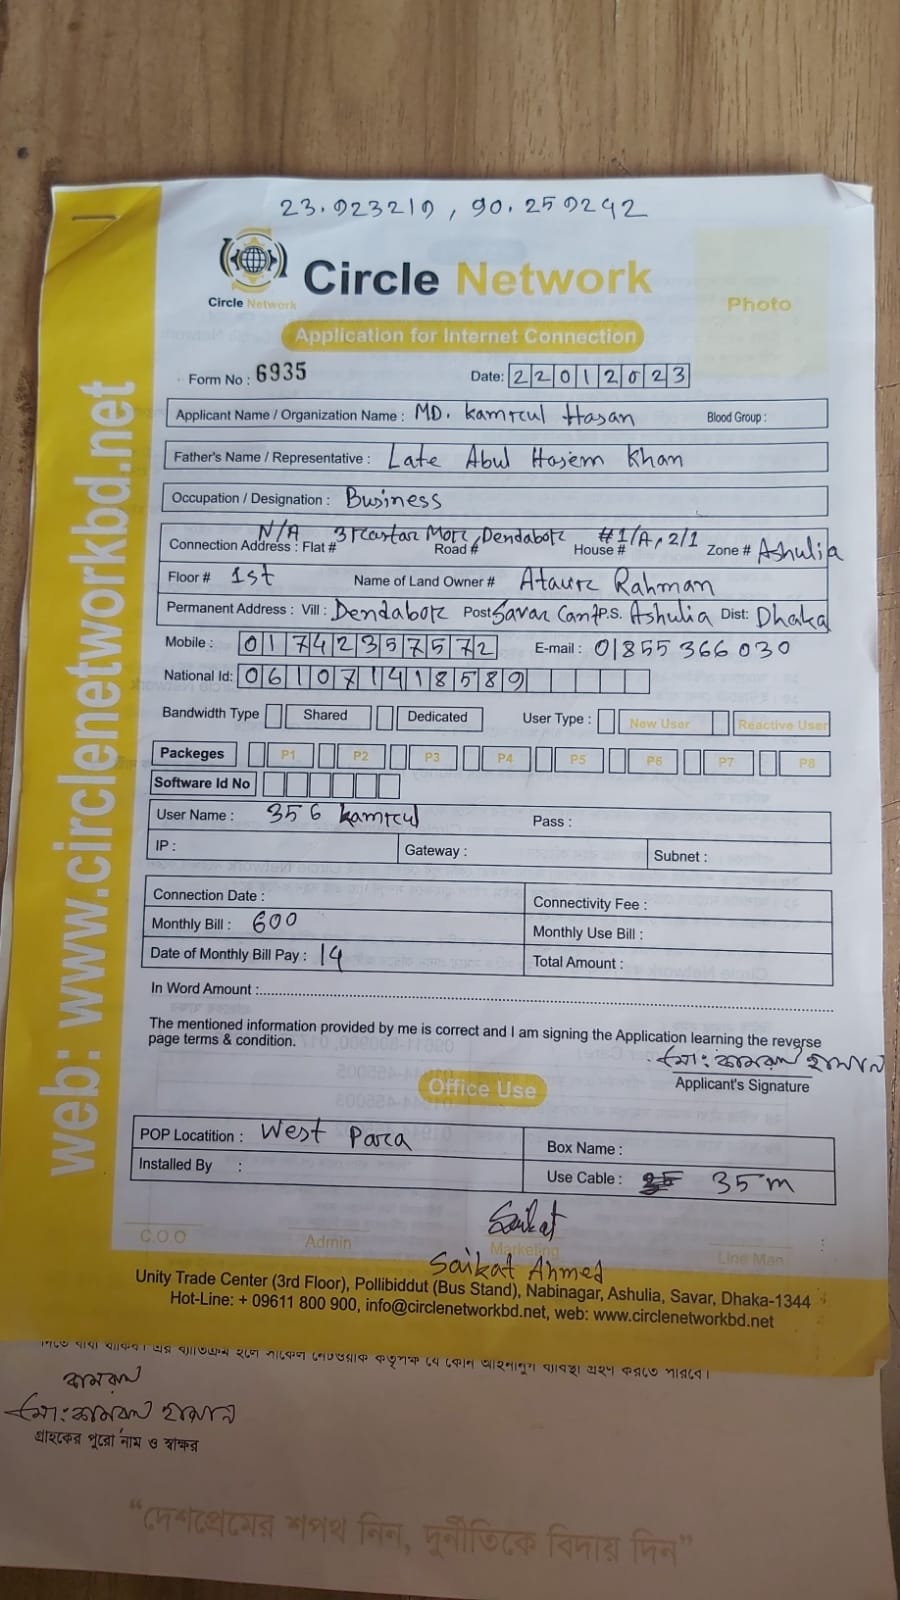 23.923219, 90.259242
Circle Network
Circle Network
Photo
Application for Internet Connection
Form No : 6935
Date: 22012023
Applicant Name / Organization Name : MD. Kamrul Hasan Blood Group :
Father's Name / Representative : Late Abul Hasem Khan
Occupation / Designation : Business
Connection Address : Flat # N/A Road # Dendabor House # #1/A, 2/1 Zone # Ashulia
Floor # 1st Name of Land Owner # Ataur Rahman
Permanent Address : Vill : Dendabor Post Savar Cant P.S. Ashulia Dist: Dhaka
Mobile : 01742357572 E-mail : 01855 366 030
National Id: 061071418589
Bandwidth Type Shared Dedicated User Type : New User Reactive User
Packeges P1 P2 P3 P4 P5 P6 P7 P8
Software Id No
User Name : 356 kamrul Pass :
IP : Gateway : Subnet :
Connection Date : Connectivity Fee :
Monthly Bill : 600 Monthly Use Bill :
Date of Monthly Bill Pay : 14 Total Amount :
In Word Amount :
The mentioned information provided by me is correct and I am signing the Application learning the reverse
page terms & condition.
মো: কামরুল হাসান
Applicant's Signature
Office Use
POP Locatition : West Para Box Name :
Installed By : Use Cable : 35m
Saikat
C.O.O Admin Marketing Line Man
Saikat Ahmed
Unity Trade Center (3rd Floor), Pollibiddut (Bus Stand), Nabinagar, Ashulia, Savar, Dhaka-1344
Hot-Line: + 09611 800 900, info@circlenetworkbd.net, web: www.circlenetworkbd.net
web: www.circlenetworkbd.net
কামরুল
মো: কামরুল হাসান
গ্রাহকের পুরো নাম ও স্বাক্ষর
“দেশপ্রেমের শপথ নিন, দুর্নীতিকে বিদায় দিন”